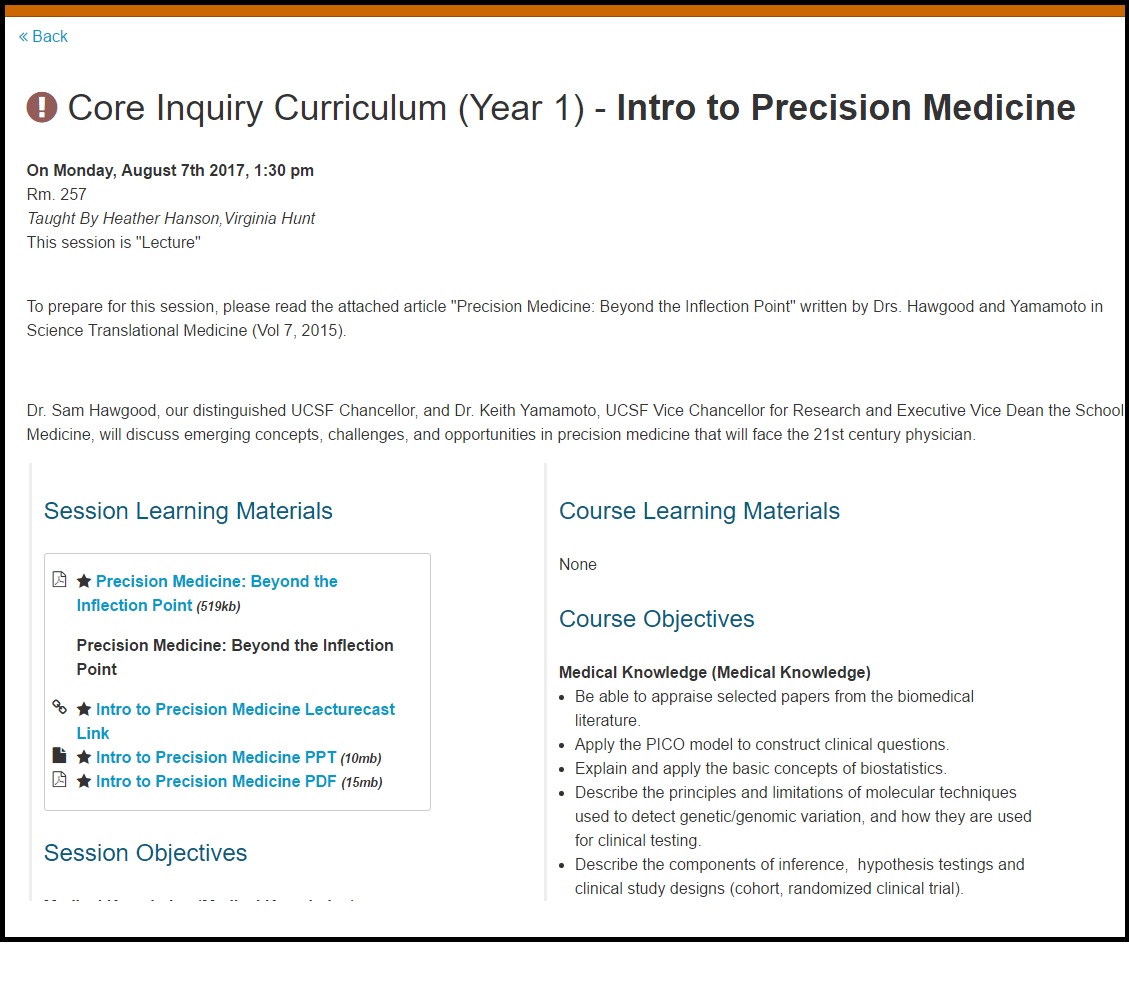 « Back
Core Inquiry Curriculum (Year 1) - Intro to Precision Medicine
On Monday, August 7th 2017, 1:30 pm
Rm. 257
Taught By Heather Hanson,Virginia Hunt
This session is "Lecture"
To prepare for this session, please read the attached article "Precision Medicine: Beyond the Inflection Point" written by Drs. Hawgood and Yamamoto in
Science Translational Medicine (Vol 7, 2015).
Dr. Sam Hawgood, our distinguished UCSF Chancellor, and Dr. Keith Yamamoto, UCSF Vice Chancellor for Research and Executive Vice Dean the School
Medicine, will discuss emerging concepts, challenges, and opportunities in precision medicine that will face the 21st century physician.
Session Learning Materials
★ Precision Medicine: Beyond the
Inflection Point (519kb)
Precision Medicine: Beyond the Inflection
Point
★ Intro to Precision Medicine Lecturecast
Link
★ Intro to Precision Medicine PPT (10mb)
★ Intro to Precision Medicine PDF (15mb)
Session Objectives
Course Learning Materials
None
Course Objectives
Medical Knowledge (Medical Knowledge)
• Be able to appraise selected papers from the biomedical
literature.
• Apply the PICO model to construct clinical questions.
• Explain and apply the basic concepts of biostatistics.
• Describe the principles and limitations of molecular techniques
used to detect genetic/genomic variation, and how they are used
for clinical testing.
• Describe the components of inference,  hypothesis testings and
clinical study designs (cohort, randomized clinical trial).